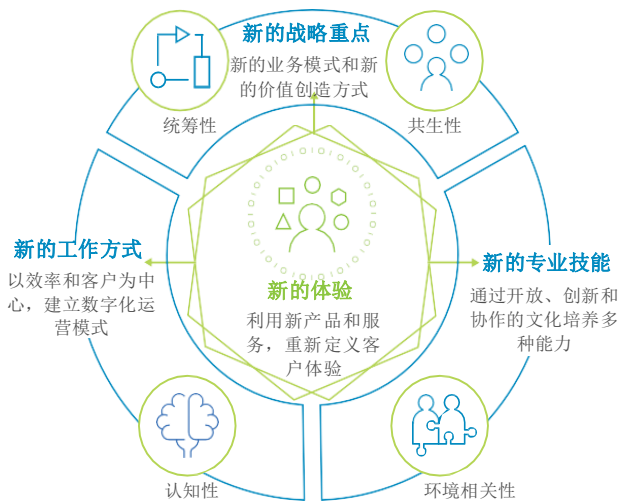 新的战略重点
新的业务模式和新
的价值创造方式
统筹性
共生性
新的工作方式
以效率和客户为中
心，建立数字化运
营模式
新的体验
利用新产品和服
务，重新定义客
户体验
新的专业技能
通过开放、创新和
协作的文化培养多
种能力
认知性
环境相关性